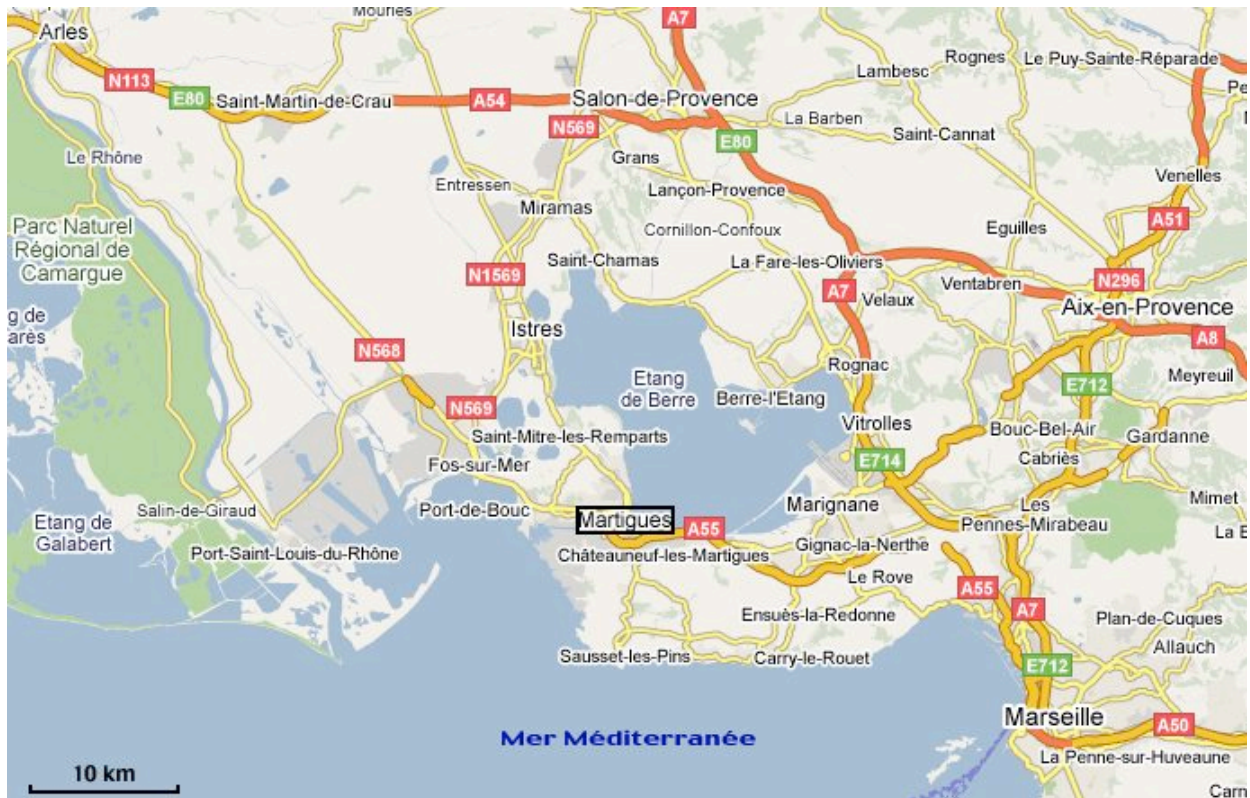 Mouriès
A7
Rognes
Le Puy-Sainte-Réparade
Arles
Lambesc
N113
E80
Saint-Martin-de-Crau
A54
Salon-de-Provence
La Barben
N569
Saint-Cannat
E80
Le Rhône
Grans
Venelles
Entressen
Lançon-Provence
Miramas
A51
Parc Naturel
Régional de
Camargue
Cornillon-Confoux
Eguilles
Saint-Chamas
La Fare-les-Oliviers
N1569
A7
Ventabren
N296
Velaux
Aix-en-Provence
Istres
A8
N568
Rognac
Meyreuil
Etang
de Berre
E712
Berre-l'Etang
N569
Vitrolles
Bouc-Bel-Air
Saint-Mitre-les-Remparts
Gardanne
Fos-sur-Mer
E714
Cabriès
Salin-de-Giraud
Port-de-Bouc
Marignane
Les
Pennes-Mirabeau
Mimet
Martigues
A55
Etang de
Galabert
Port-Saint-Louis-du-Rhône
Châteauneuf-les-Martigues
Gignac-la-Nerthe
Le Rove
A55
A7
Ensuès-la-Redonne
Plan-de-Cuques
Allauch
Sausset-les-Pins
Carry-le-Rouet
E712
Marseille
A50
Mer Méditerranée
La Penne-sur-Huveaune
10 km